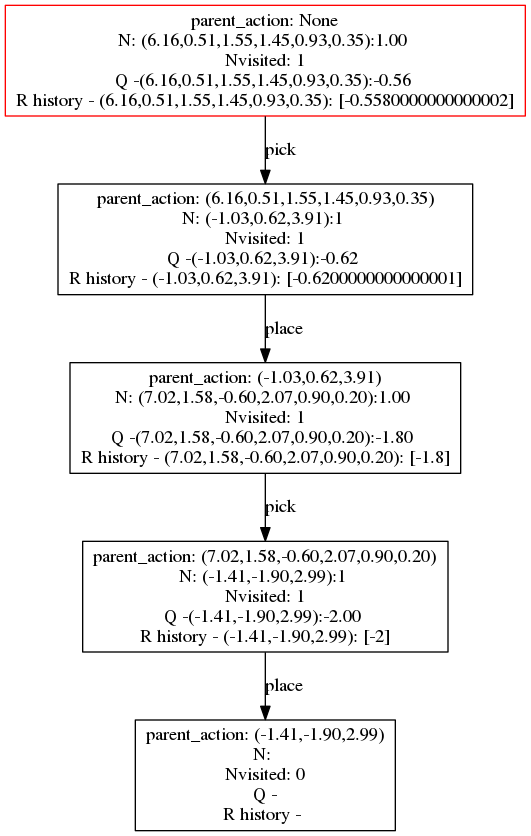 parent_action: None
N: (6.16,0.51,1.55,1.45,0.93,0.35):1.00
Nvisited: 1
Q -(6.16,0.51,1.55,1.45,0.93,0.35):-0.56
R history - (6.16,0.51,1.55,1.45,0.93,0.35): [-0.5580000000000002]
pick
parent_action: (6.16,0.51,1.55,1.45,0.93,0.35)
N: (-1.03,0.62,3.91):1
Nvisited: 1
Q -(-1.03,0.62,3.91):-0.62
R history - (-1.03,0.62,3.91): [-0.6200000000000001]
place
parent_action: (-1.03,0.62,3.91)
N: (7.02,1.58,-0.60,2.07,0.90,0.20):1.00
Nvisited: 1
Q -(7.02,1.58,-0.60,2.07,0.90,0.20):-1.80
R history - (7.02,1.58,-0.60,2.07,0.90,0.20): [-1.8]
pick
parent_action: (7.02,1.58,-0.60,2.07,0.90,0.20)
N: (-1.41,-1.90,2.99):1
Nvisited: 1
Q -(-1.41,-1.90,2.99):-2.00
R history - (-1.41,-1.90,2.99): [-2]
place
parent_action: (-1.41,-1.90,2.99)
N:
Nvisited: 0
Q -
R history -